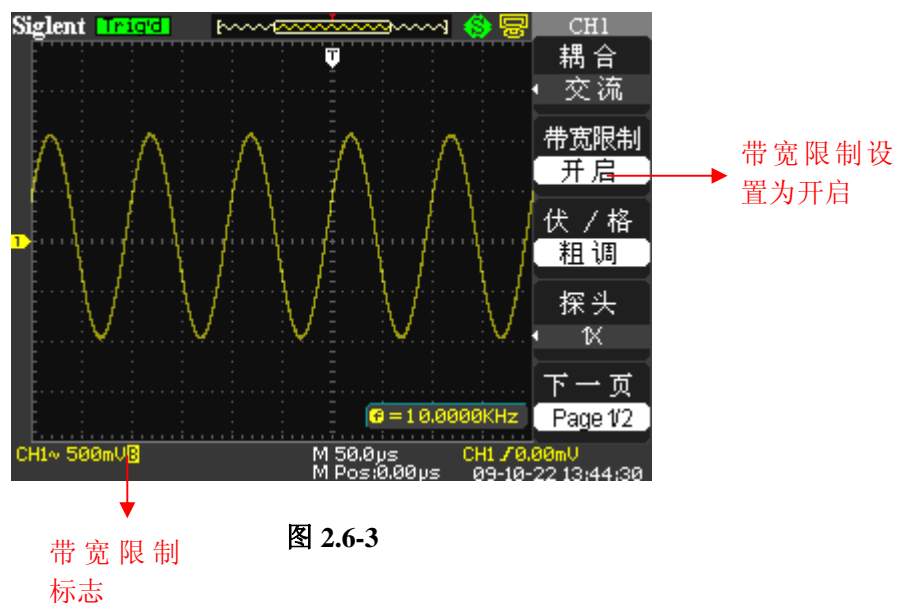 Siglent Trig'd S CH1
T
耦合
交流
带宽限制
开启
带宽限制设
置为开启
伏／格
粗调
1
探头
1X
下一页
Page 1/2
f=10.0000KHz
CH1~ 500mVB M 50.0µs CH1 0.00mV
M Pos:0.00µs 09-10-22 13:44:30
图 2.6-3
带宽限制
标志